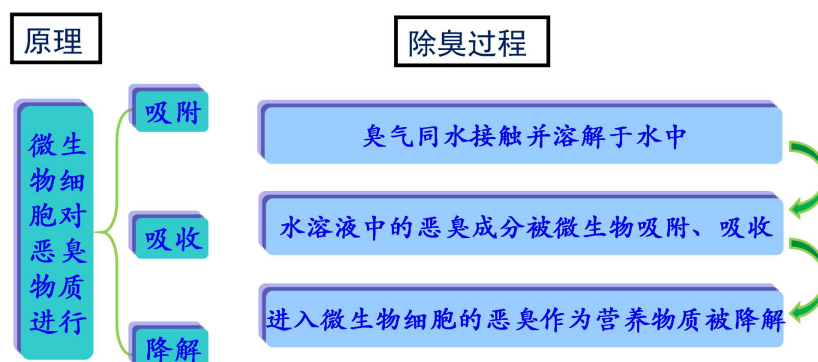 原理
除臭过程
微生
物细
胞对
恶臭
物质
进行
吸附
吸收
降解
臭气同水接触并溶解于水中
水溶液中的恶臭成分被微生物吸附、吸收
进入微生物细胞的恶臭作为营养物质被降解